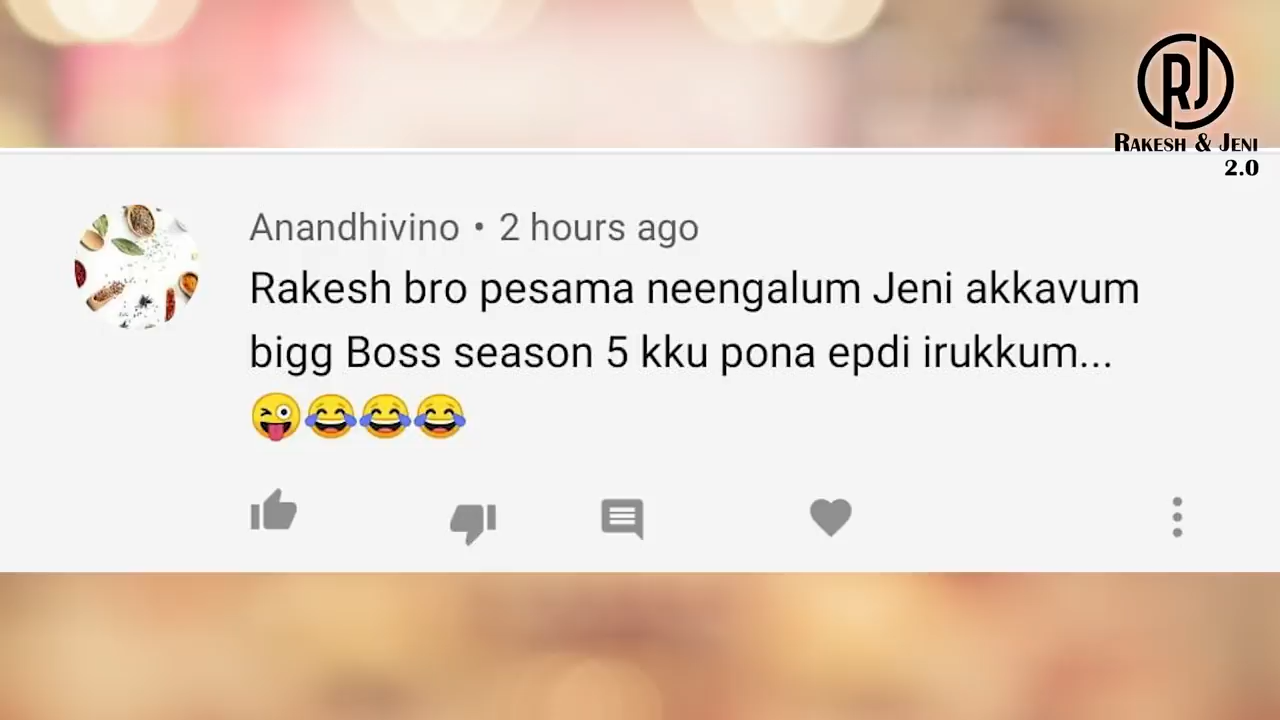 RJ
RAKESH & JENI
2.0
Anandhivino • 2 hours ago
Rakesh bro pesama neengalum Jeni akkavum
bigg Boss season 5 kku pona epdi irukkum...
😜😂😂😂